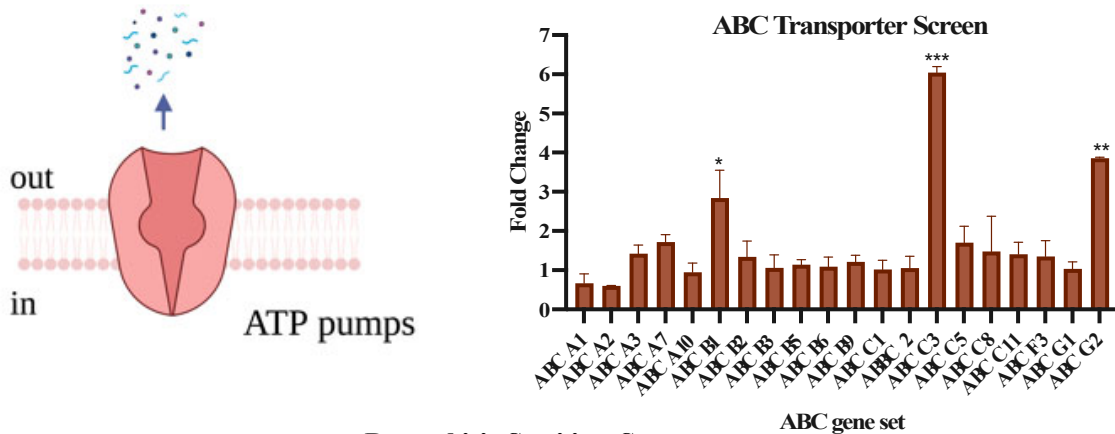 out
in
ATP pumps
ABC Transporter Screen
Fold Change
7
6
5
4
3
2
1
0
*
***
**
ABC A1
ABC A2
ABC A3
ABC A7
ABC A10
ABC B1
ABC B2
ABC B3
ABC B5
ABC B6
ABC B9
ABC C1
ABBC 2
ABC C3
ABC C5
ABC C8
ABC C11
ABC F3
ABC G1
ABC G2
ABC gene set